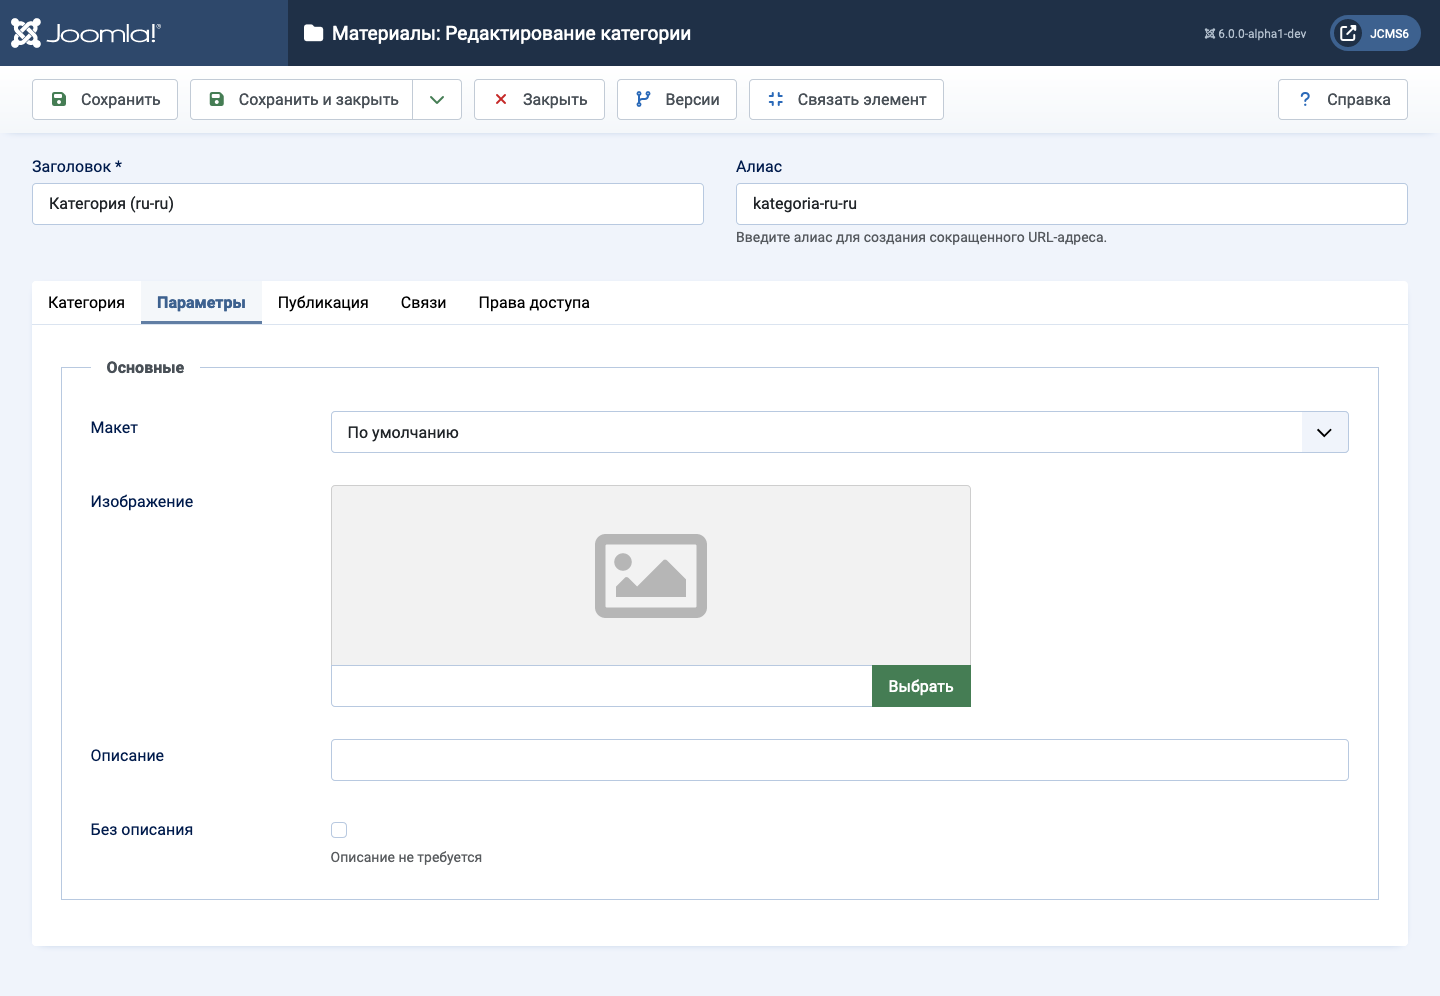 Joomla!®
Материалы: Редактирование категории
6.0.0-alpha1-dev
JCMS6
Сохранить
Сохранить и закрыть
Закрыть
Версии
Связать элемент
? Справка
Заголовок *
Алиас
Категория (ru-ru)
kategoria-ru-ru
Введите алиас для создания сокращенного URL-адреса.
Категория
Параметры
Публикация
Связи
Права доступа
Основные
Макет
По умолчанию
Изображение
Выбрать
Описание
Без описания
Описание не требуется